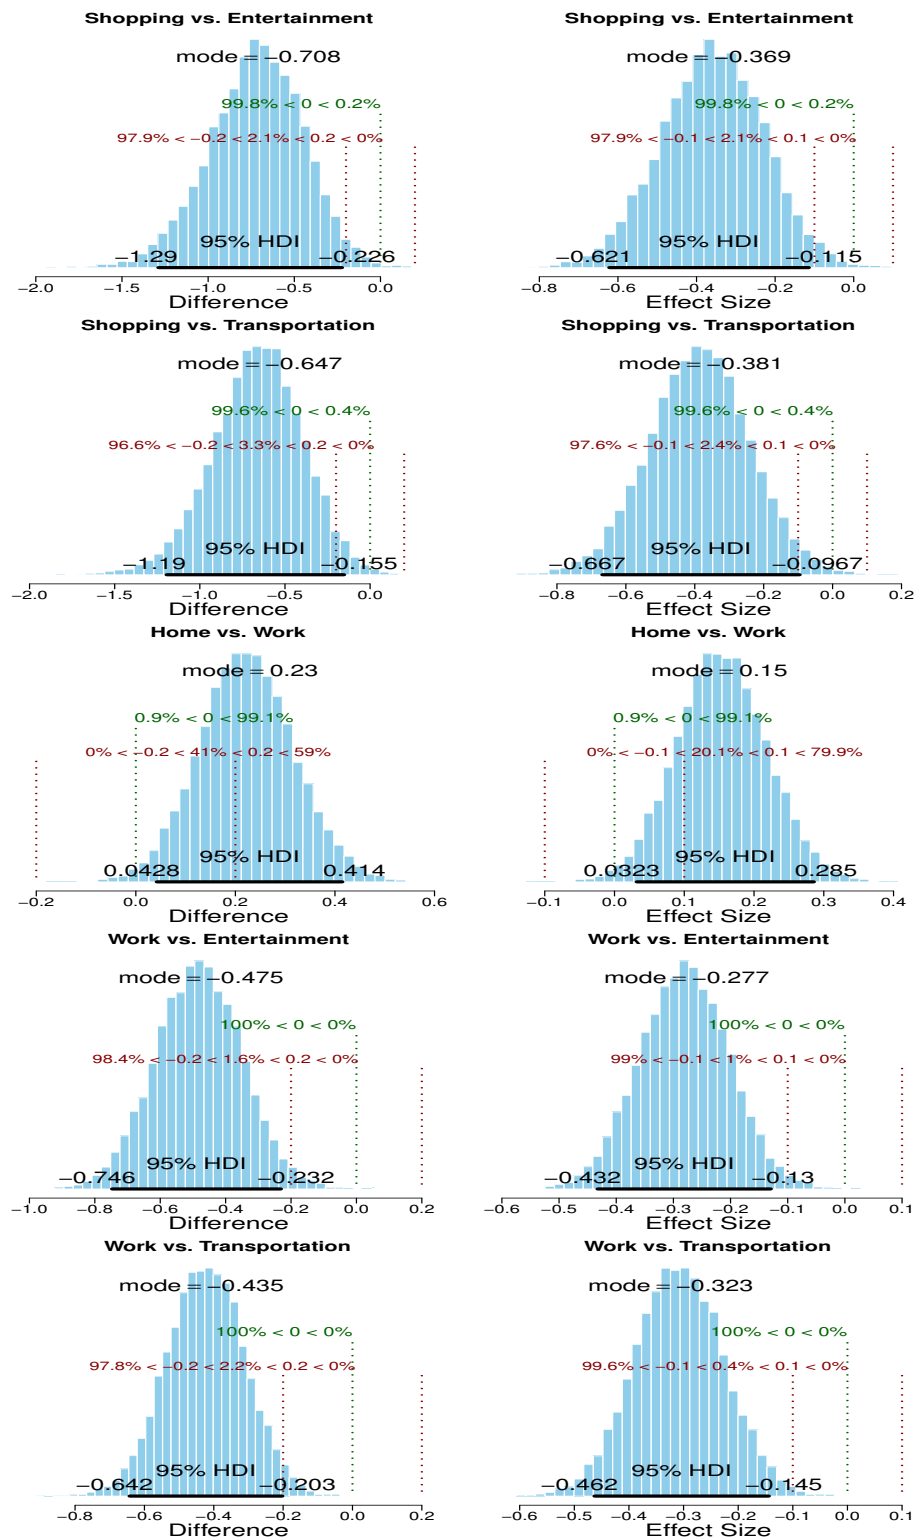 Shopping vs. Entertainment
mode = −0.708
99.8% < 0 < 0.2%
97.9% < −0.2 < 2.1% < 0.2 < 0%
95% HDI
−1.29 −0.226
−2.0 −1.5 −1.0 −0.5 0.0
Difference
Shopping vs. Entertainment
mode = −0.369
99.8% < 0 < 0.2%
97.9% < −0.1 < 2.1% < 0.1 < 0%
95% HDI
−0.621 −0.115
−0.8 −0.6 −0.4 −0.2 0.0
Effect Size
Shopping vs. Transportation
mode = −0.647
99.6% < 0 < 0.4%
96.6% < −0.2 < 3.3% < 0.2 < 0%
95% HDI
−1.19 −0.155
−2.0 −1.5 −1.0 −0.5 0.0
Difference
Shopping vs. Transportation
mode = −0.381
99.6% < 0 < 0.4%
97.6% < −0.1 < 2.4% < 0.1 < 0%
95% HDI
−0.667 −0.0967
−0.8 −0.6 −0.4 −0.2 0.0 0.2
Effect Size
Home vs. Work
mode = 0.23
0.9% < 0 < 99.1%
0% < −0.2 < 41% < 0.2 < 59%
95% HDI
0.0428 0.414
−0.2 0.0 0.2 0.4 0.6
Difference
Home vs. Work
mode = 0.15
0.9% < 0 < 99.1%
0% < −0.1 < 20.1% < 0.1 < 79.9%
95% HDI
0.0323 0.285
−0.1 0.0 0.1 0.2 0.3 0.4
Effect Size
Work vs. Entertainment
mode = −0.475
100% < 0 < 0%
98.4% < −0.2 < 1.6% < 0.2 < 0%
95% HDI
−0.746 −0.232
−1.0 −0.8 −0.6 −0.4 −0.2 0.0 0.2
Difference
Work vs. Entertainment
mode = −0.277
100% < 0 < 0%
99% < −0.1 < 1% < 0.1 < 0%
95% HDI
−0.432 −0.13
−0.6 −0.5 −0.4 −0.3 −0.2 −0.1 0.0 0.1
Effect Size
Work vs. Transportation
mode = −0.435
100% < 0 < 0%
97.8% < −0.2 < 2.2% < 0.2 < 0%
95% HDI
−0.642 −0.203
−0.8 −0.6 −0.4 −0.2 0.0 0.2
Difference
Work vs. Transportation
mode = −0.323
100% < 0 < 0%
99.6% < −0.1 < 0.4% < 0.1 < 0%
95% HDI
−0.462 −0.145
−0.6 −0.5 −0.4 −0.3 −0.2 −0.1 0.0 0.1
Effect Size